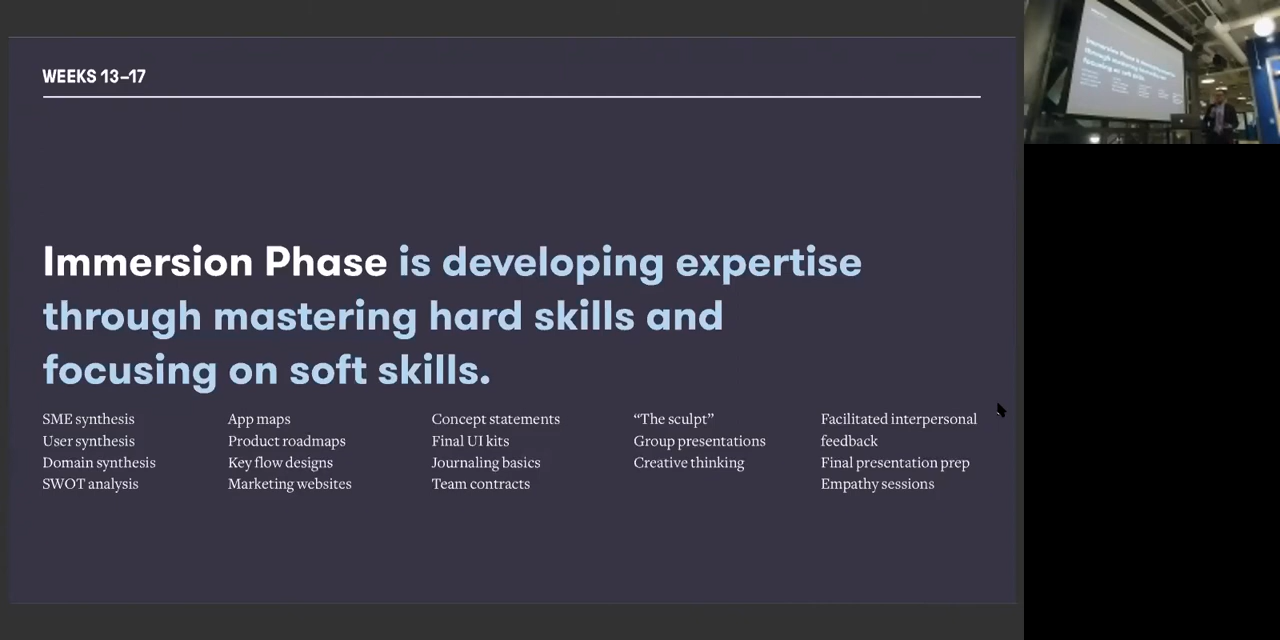 WEEKS 13–17
Immersion Phase is developing expertise
through mastering hard skills and
focusing on soft skills.
SME synthesis
User synthesis
Domain synthesis
SWOT analysis
App maps
Product roadmaps
Key flow designs
Marketing websites
Concept statements
Final UI kits
Journaling basics
Team contracts
“The sculpt”
Group presentations
Creative thinking
Facilitated interpersonal
feedback
Final presentation prep
Empathy sessions